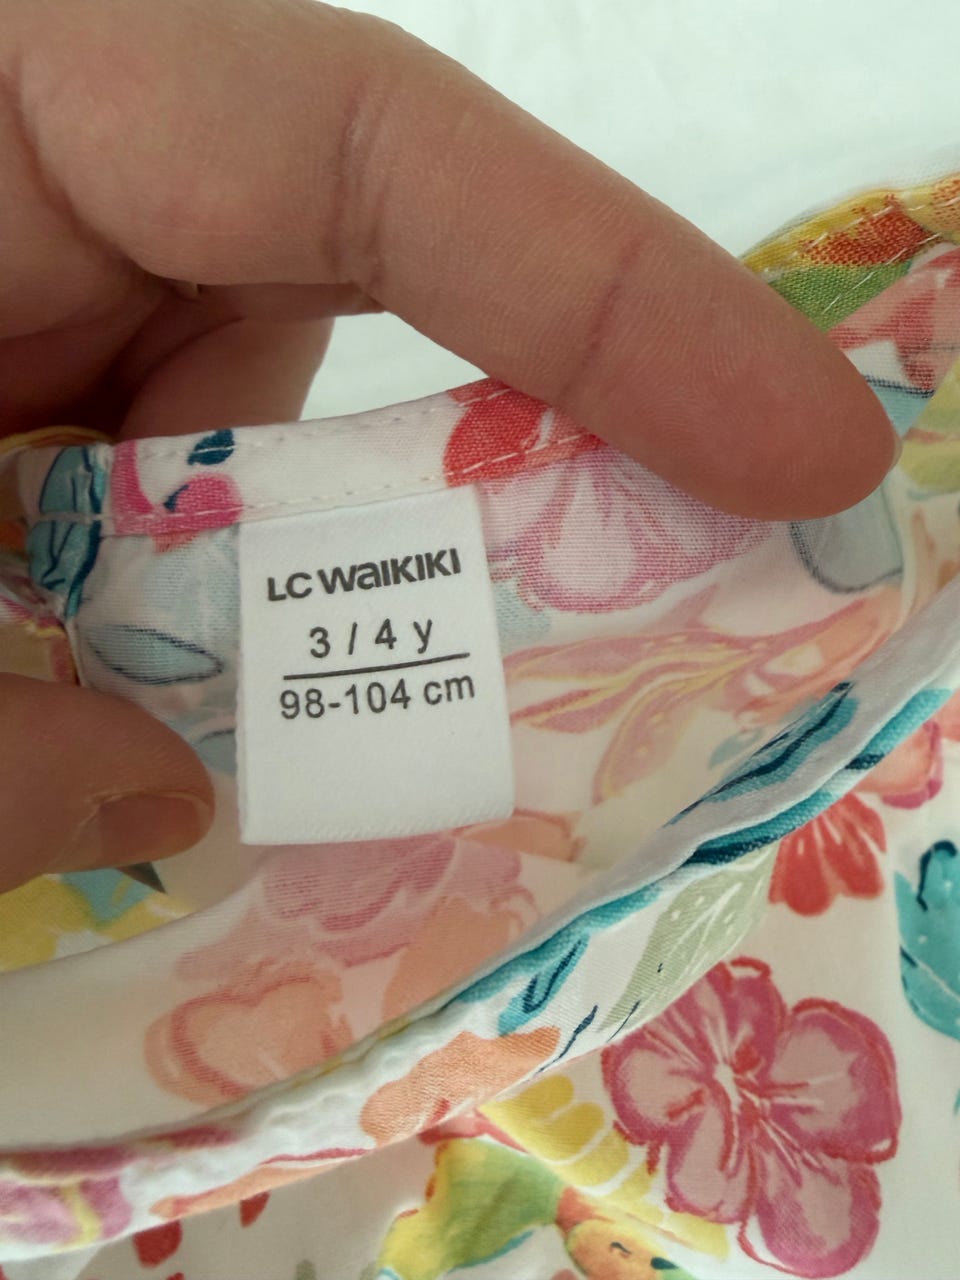 LC WAIKIKI
3 / 4 y
98-104 cm